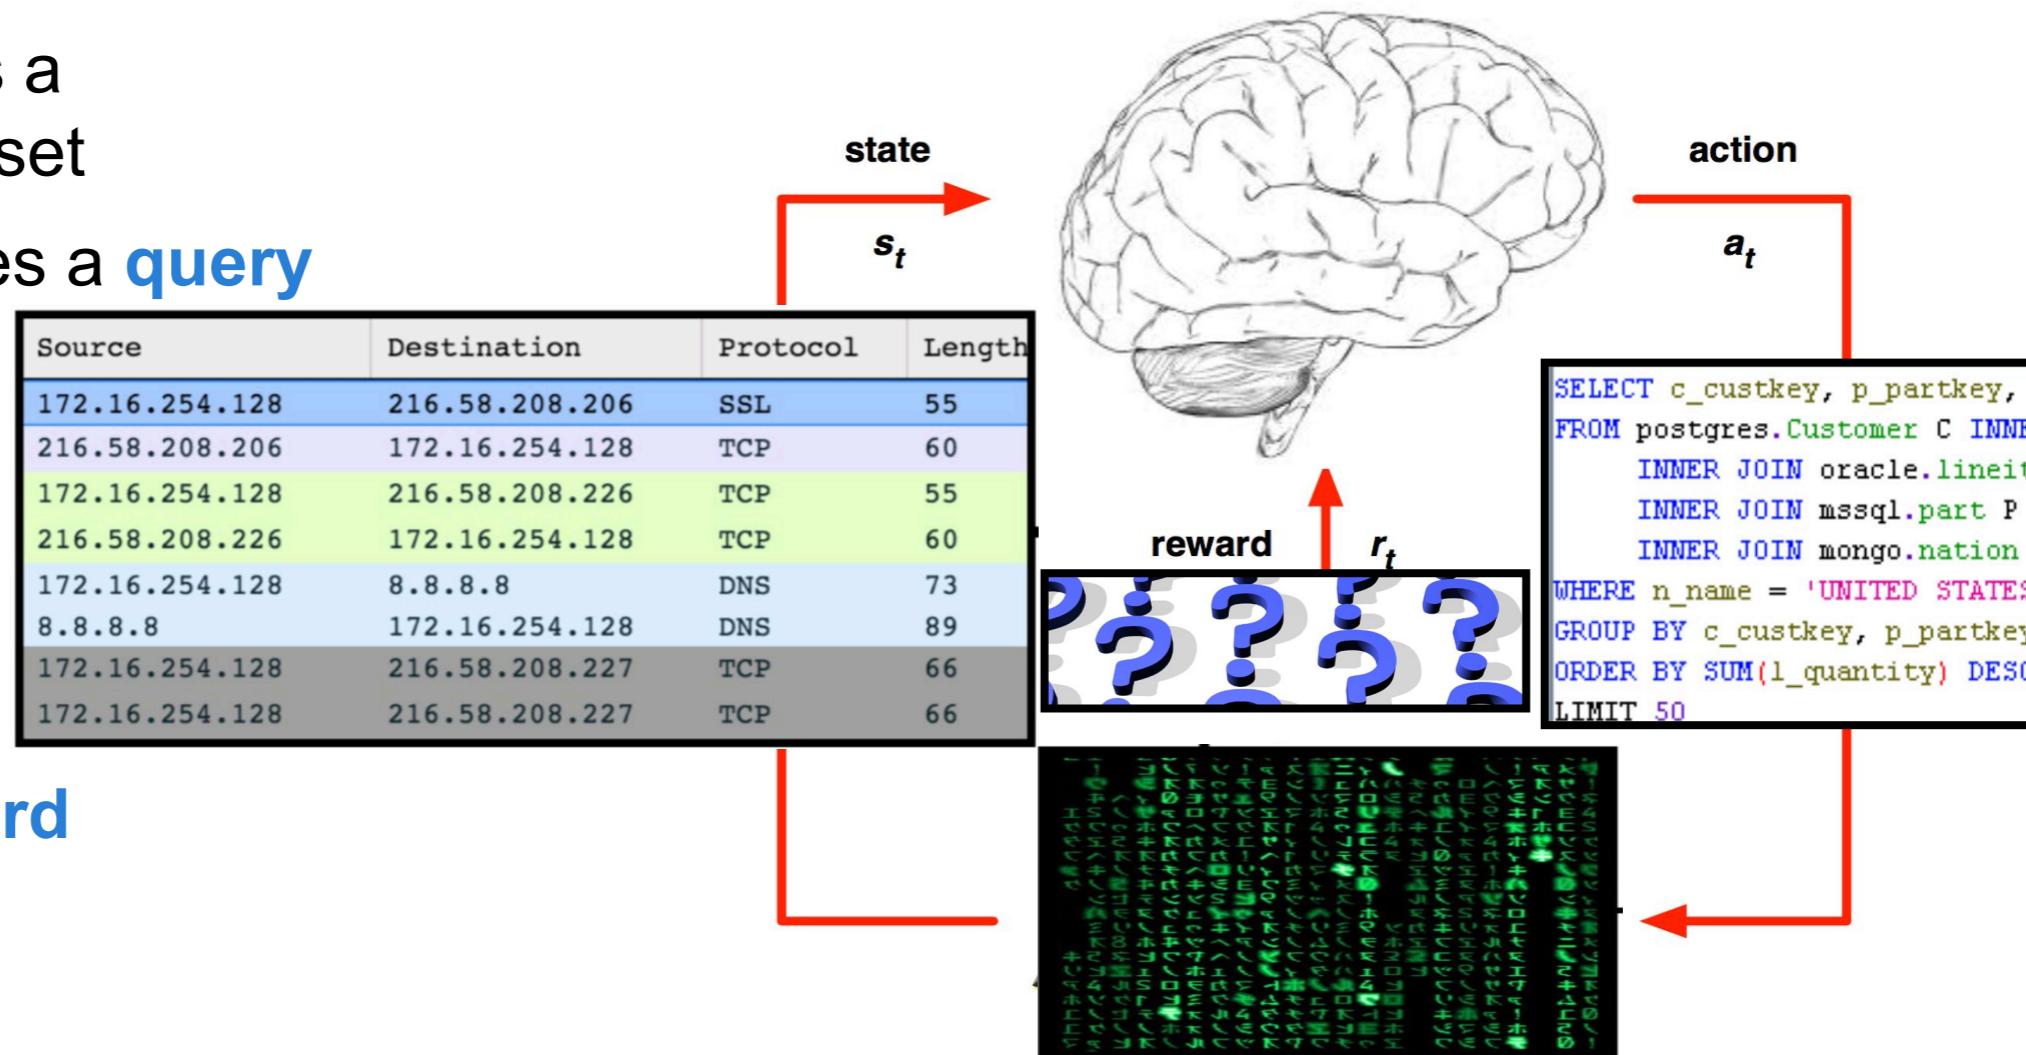 s a
set
es a query
rd
state
s_t
action
a_t
Source Destination Protocol Length
172.16.254.128 216.58.208.206 SSL 55
216.58.208.206 172.16.254.128 TCP 60
172.16.254.128 216.58.208.226 TCP 55
216.58.208.226 172.16.254.128 TCP 60
172.16.254.128 8.8.8.8 DNS 73
8.8.8.8 172.16.254.128 DNS 89
172.16.254.128 216.58.208.227 TCP 66
172.16.254.128 216.58.208.227 TCP 66
reward r_t
SELECT c_custkey, p_partkey,
FROM postgres.Customer C INNE
INNER JOIN oracle.lineit
INNER JOIN mssql.part P
INNER JOIN mongo.nation
WHERE n_name = 'UNITED STATES
GROUP BY c_custkey, p_partkey
ORDER BY SUM(l_quantity) DESC
LIMIT 50